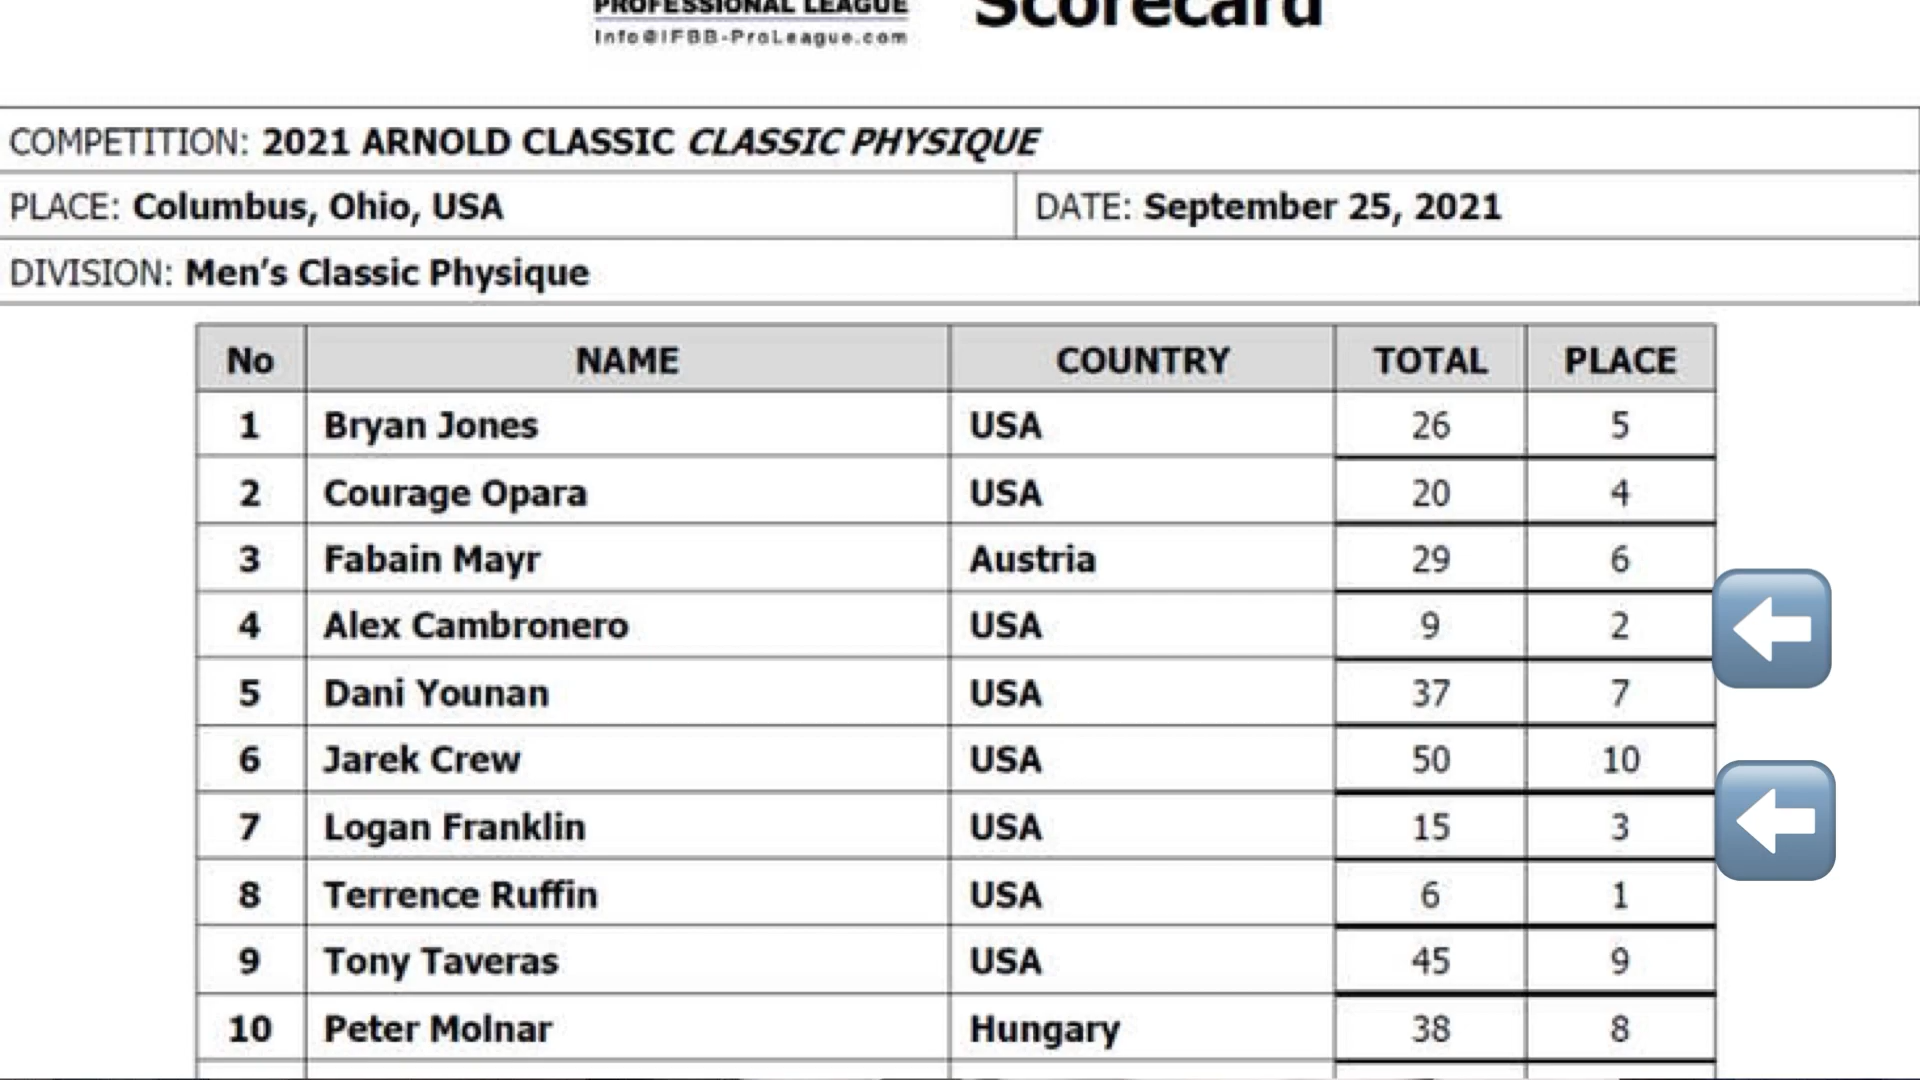 PROFESSIONAL LEAGUE
Scorecard
Info@IFBB-ProLeague.com
COMPETITION: 2021 ARNOLD CLASSIC CLASSIC PHYSIQUE
PLACE: Columbus, Ohio, USA DATE: September 25, 2021
DIVISION: Men’s Classic Physique
No NAME COUNTRY TOTAL PLACE
1 Bryan Jones USA 26 5
2 Courage Opara USA 20 4
3 Fabain Mayr Austria 29 6
4 Alex Cambronero USA 9 2
5 Dani Younan USA 37 7
6 Jarek Crew USA 50 10
7 Logan Franklin USA 15 3
8 Terrence Ruffin USA 6 1
9 Tony Taveras USA 45 9
10 Peter Molnar Hungary 38 8